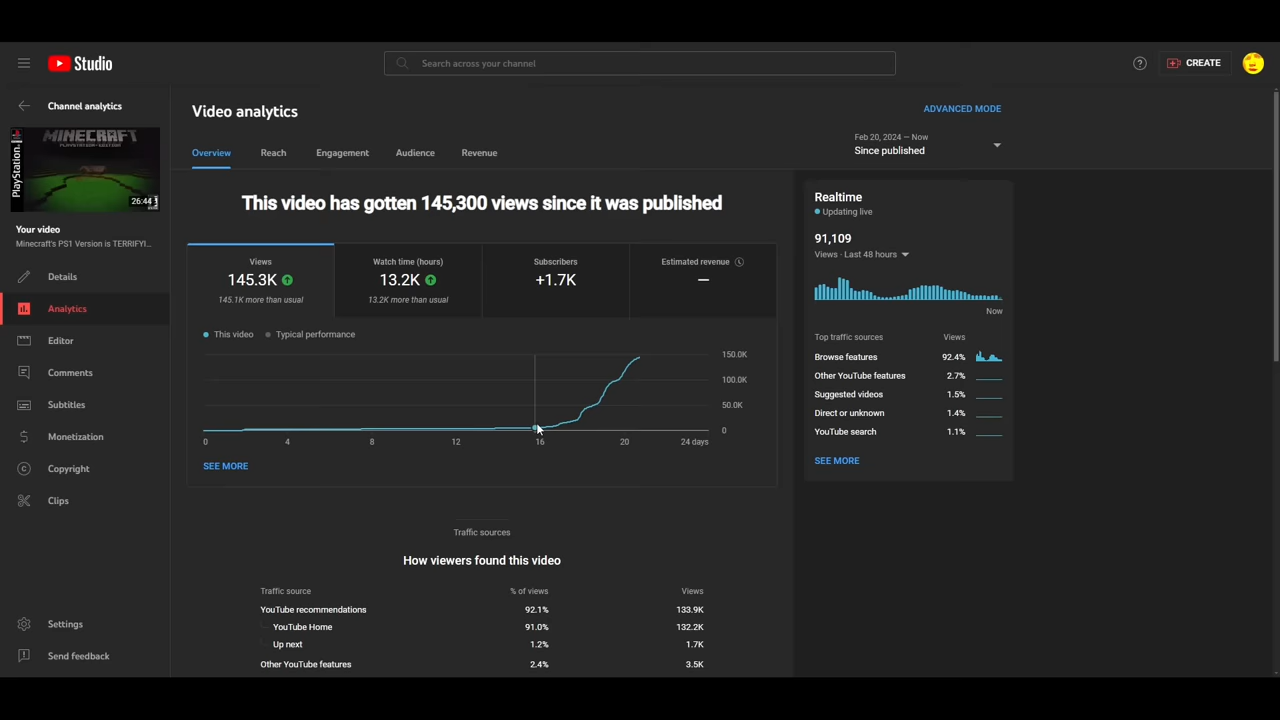 Studio
Search across your channel
CREATE
Channel analytics
MINECRAFT
PLAYSTATION EDITION
PlayStation.
26:44
Your video
Minecraft's PS1 Version is TERRIFYI...
Details
Analytics
Editor
Comments
Subtitles
Monetization
Copyright
Clips
Settings
Send feedback
Video analytics
ADVANCED MODE
Feb 20, 2024 — Now
Since published
Overview
Reach
Engagement
Audience
Revenue
This video has gotten 145,300 views since it was published
Views
145.3K
145.1K more than usual
Watch time (hours)
13.2K
13.2K more than usual
Subscribers
+1.7K
Estimated revenue
—
This video
Typical performance
150.0K
100.0K
50.0K
0
0 4 8 12 16 20 24 days
SEE MORE
Traffic sources
How viewers found this video
Traffic source % of views Views
YouTube recommendations 92.1% 133.9K
YouTube Home 91.0% 132.2K
Up next 1.2% 1.7K
Other YouTube features 2.4% 3.5K
Realtime
Updating live
91,109
Views · Last 48 hours
Now
Top traffic sources Views
Browse features 92.4%
Other YouTube features 2.7%
Suggested videos 1.5%
Direct or unknown 1.4%
YouTube search 1.1%
SEE MORE